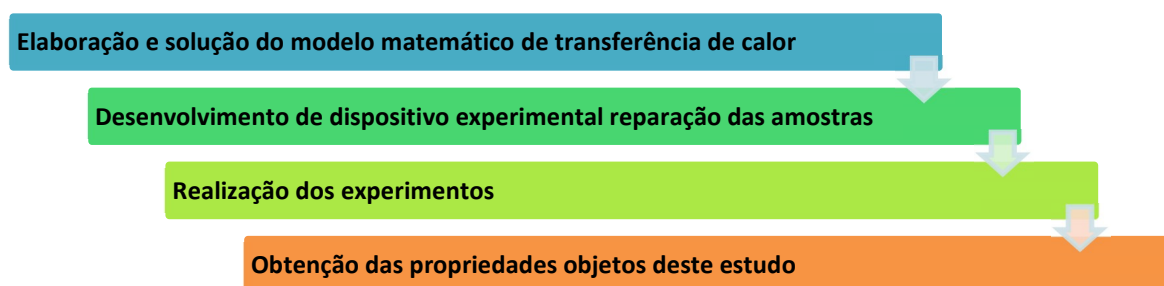 Elaboração e solução do modelo matemático de transferência de calor
Desenvolvimento de dispositivo experimental reparação das amostras
Realização dos experimentos
Obtenção das propriedades objetos deste estudo